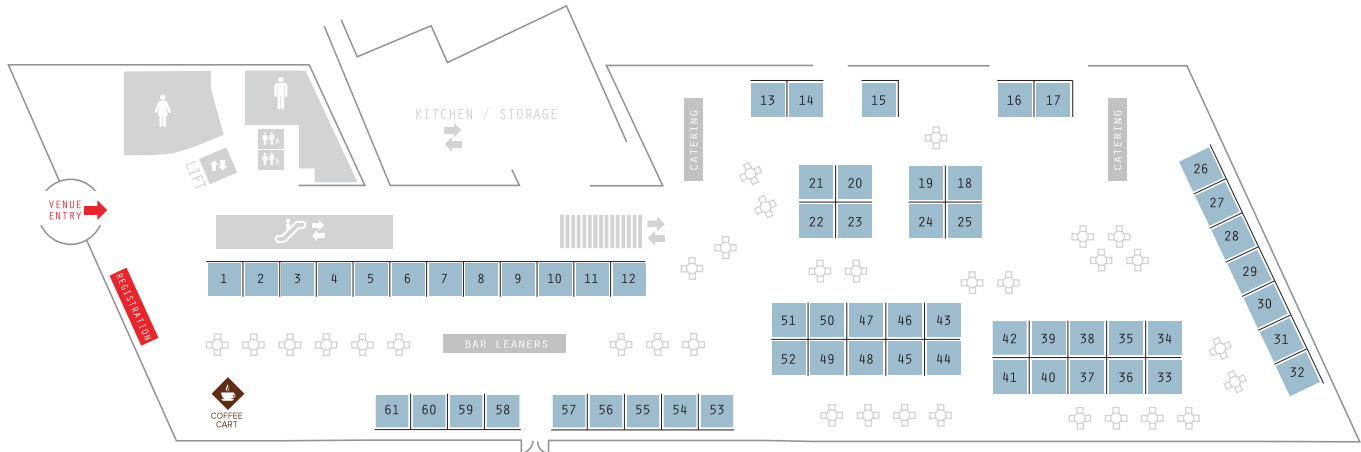 KITCHEN / STORAGE
LIFT
VENUE
ENTRY
REGISTRATION
CATERING
CATERING
13 14 15 16 17
21 20 19 18
22 23 24 25
26
27
28
29
30
31
32
1 2 3 4 5 6 7 8 9 10 11 12
BAR LEANERS
51 50 47 46 43
52 49 48 45 44
42 39 38 35 34
41 40 37 36 33
COFFEE
CART
61 60 59 58 57 56 55 54 53